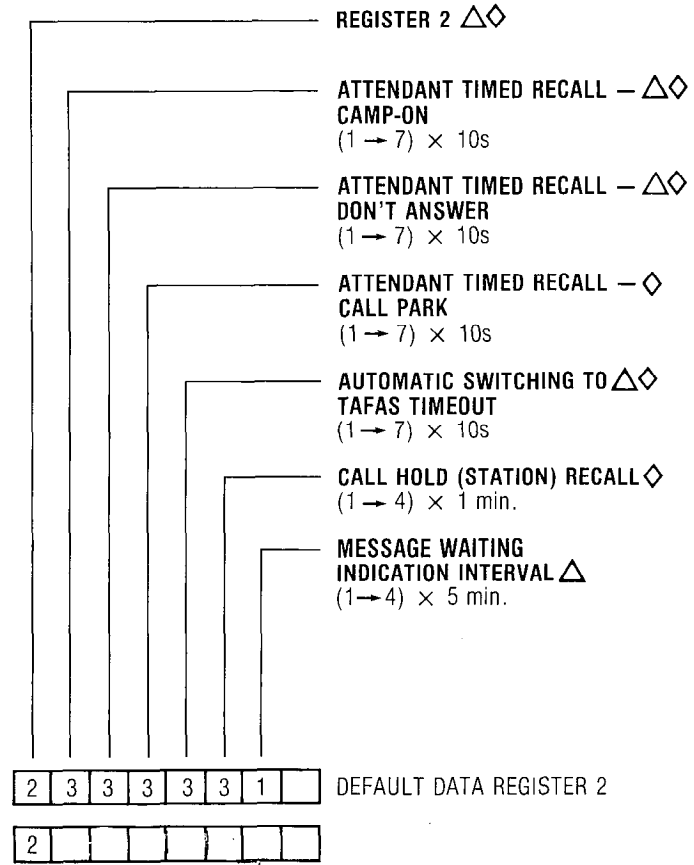 REGISTER 2 △◇
ATTENDANT TIMED RECALL — △◇
CAMP-ON
(1 → 7) × 10s
ATTENDANT TIMED RECALL — △◇
DON'T ANSWER
(1 → 7) × 10s
ATTENDANT TIMED RECALL — ◇
CALL PARK
(1 → 7) × 10s
AUTOMATIC SWITCHING TO △◇
TAFAS TIMEOUT
(1 → 7) × 10s
CALL HOLD (STATION) RECALL ◇
(1 → 4) × 1 min.
MESSAGE WAITING
INDICATION INTERVAL △
(1 → 4) × 5 min.
2 3 3 3 3 3 1 DEFAULT DATA REGISTER 2
2